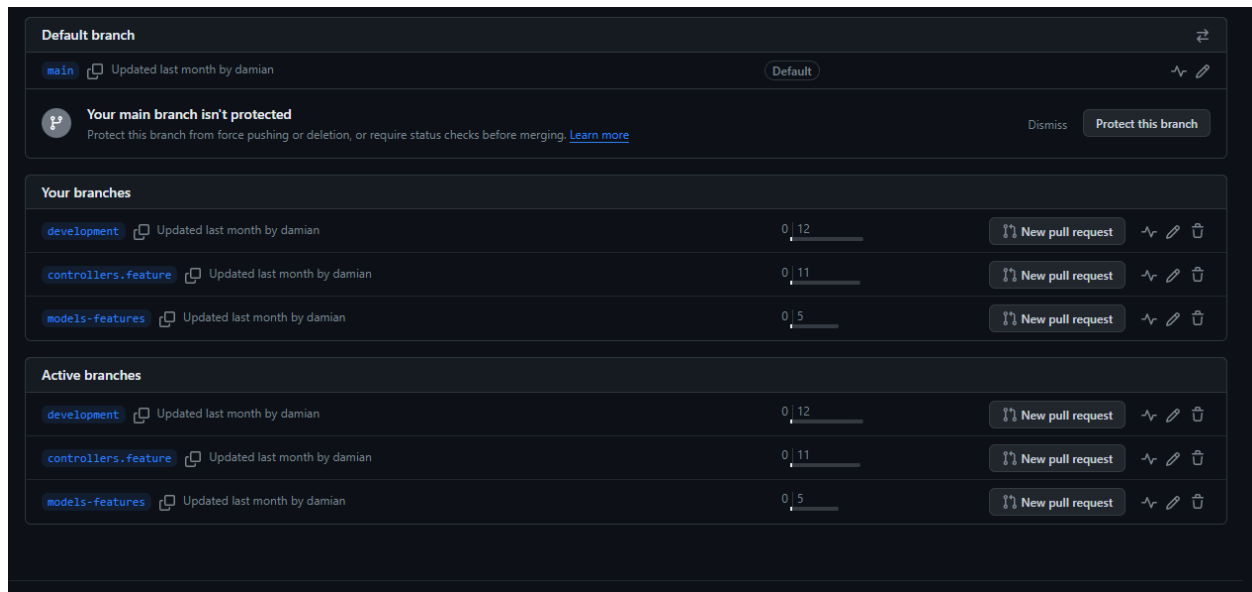 Default branch
main Updated last month by damian Default
Your main branch isn't protected
Protect this branch from force pushing or deletion, or require status checks before merging. Learn more
Dismiss Protect this branch
Your branches
development Updated last month by damian 0 | 12 New pull request
controllers.feature Updated last month by damian 0 | 11 New pull request
models-features Updated last month by damian 0 | 5 New pull request
Active branches
development Updated last month by damian 0 | 12 New pull request
controllers.feature Updated last month by damian 0 | 11 New pull request
models-features Updated last month by damian 0 | 5 New pull request